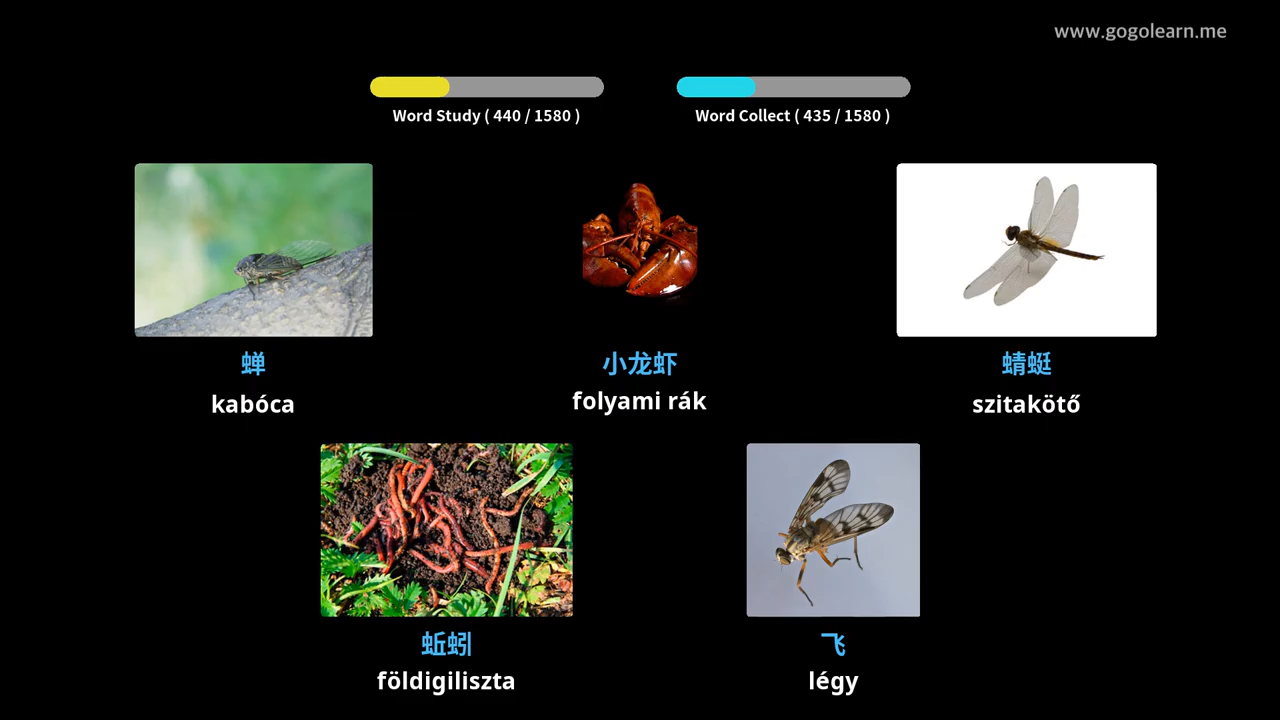 www.gogolearn.me
Word Study ( 440 / 1580 )
Word Collect ( 435 / 1580 )
蝉
小龙虾
蜻蜓
kabóca
folyami rák
szitakötő
蚯蚓
飞
földigiliszta
légy